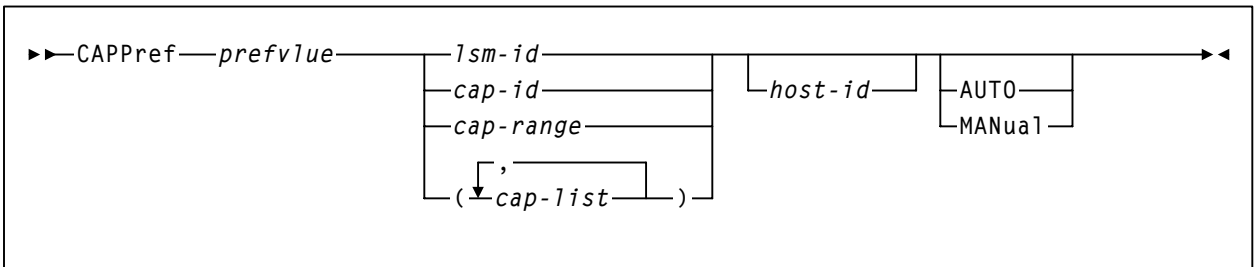 CAPPref prefvlue lsm-id
cap-id host-id AUTO
cap-range MANual
,
( cap-list )